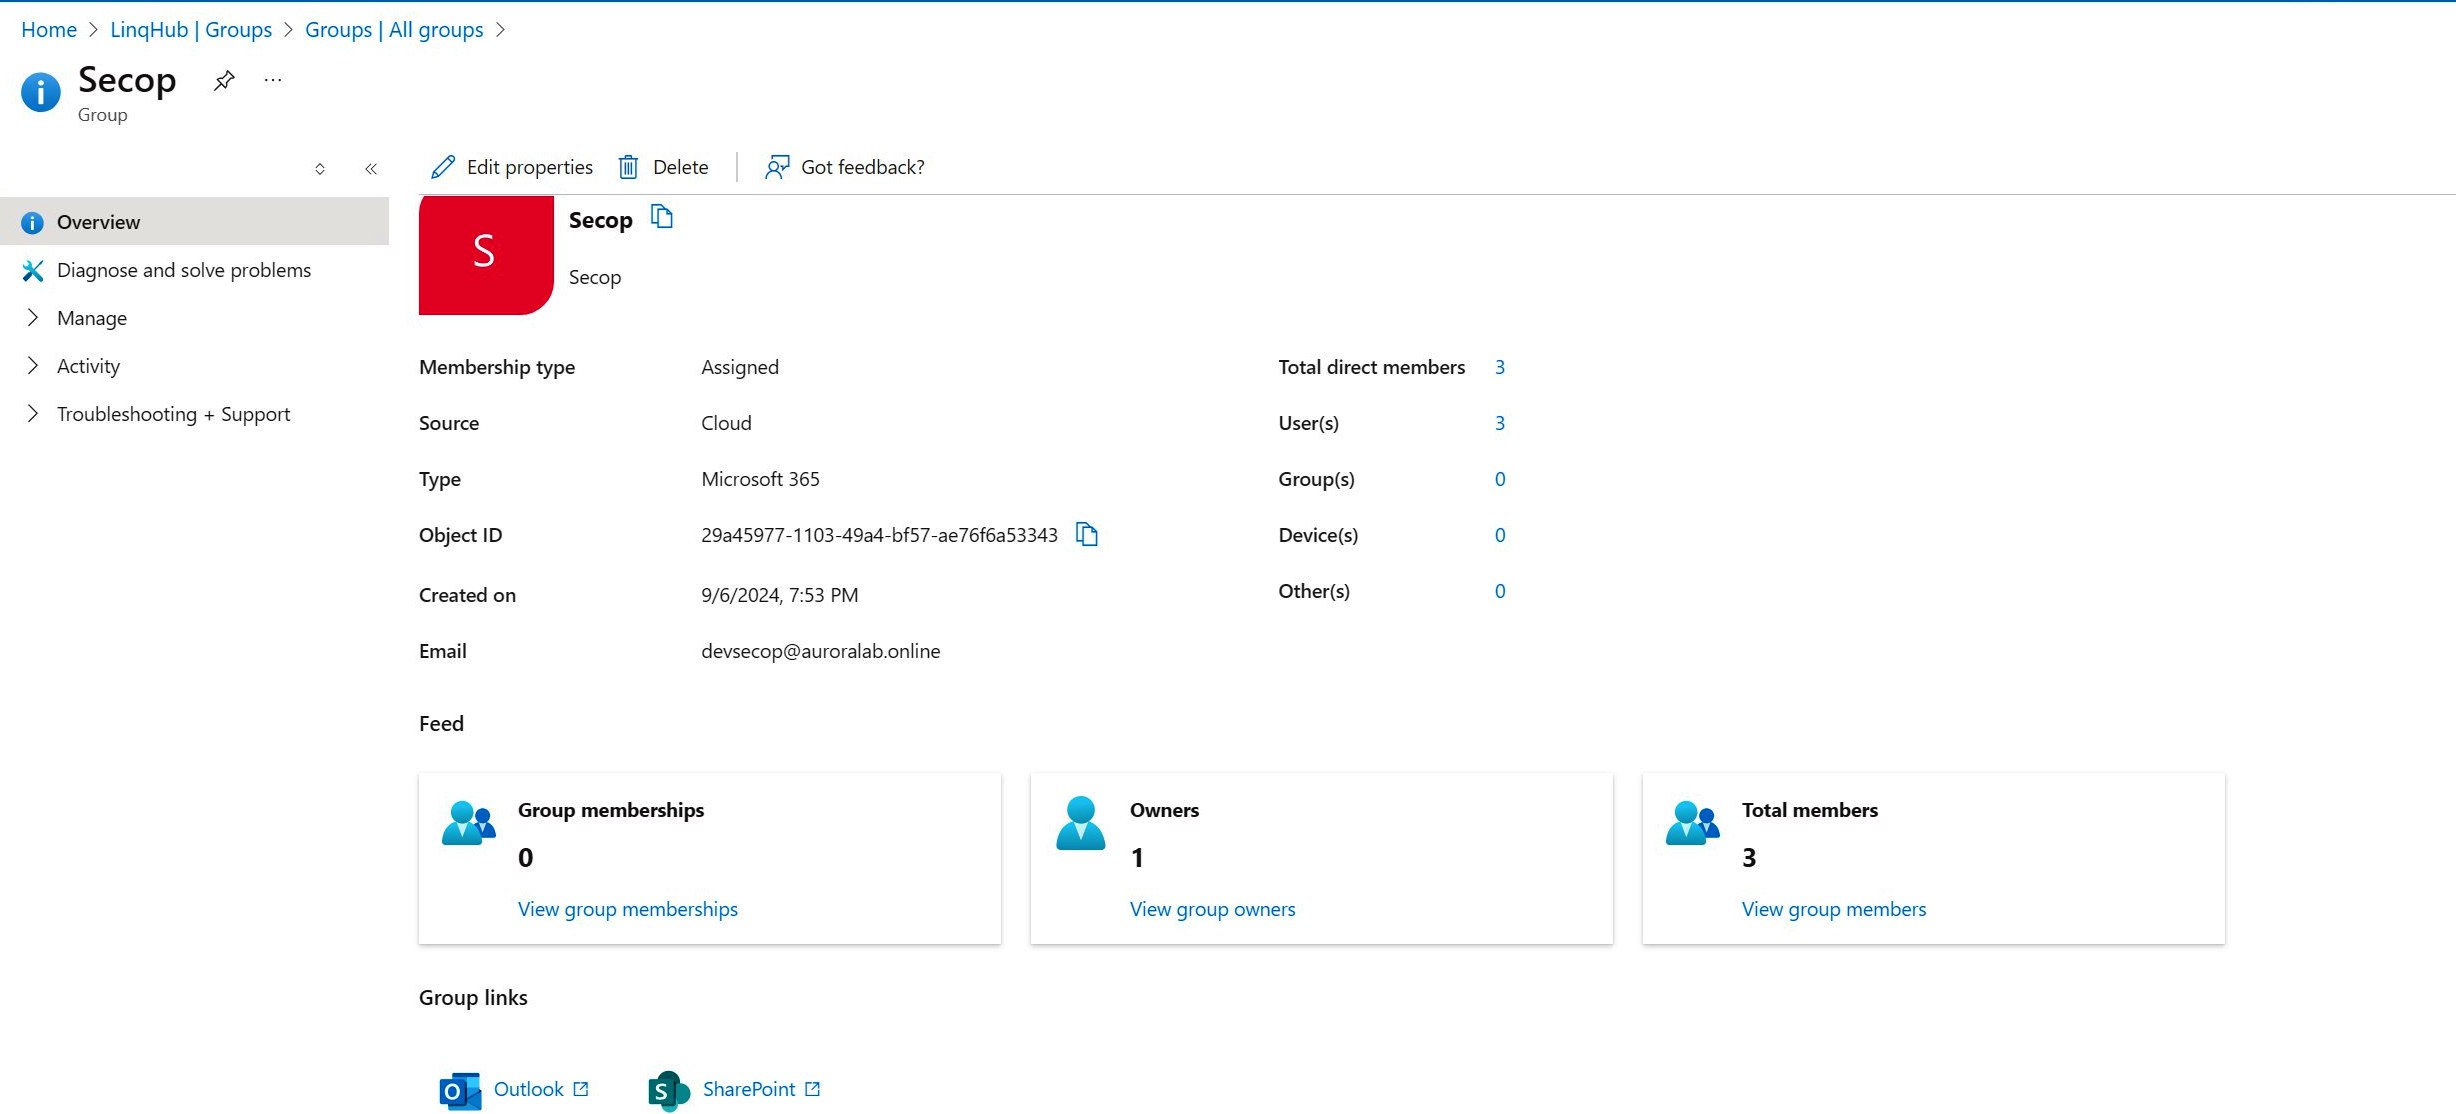 Home > LinqHub | Groups > Groups | All groups >
Secop
Group
Edit properties Delete Got feedback?
Overview
Diagnose and solve problems
Manage
Activity
Troubleshooting + Support
S
Secop
Secop
Membership type Assigned Total direct members 3
Source Cloud User(s) 3
Type Microsoft 365 Group(s) 0
Object ID 29a45977-1103-49a4-bf57-ae76f6a53343 Device(s) 0
Created on 9/6/2024, 7:53 PM Other(s) 0
Email devsecop@auroralab.online
Feed
Group memberships Owners Total members
0 1 3
View group memberships View group owners View group members
Group links
Outlook SharePoint